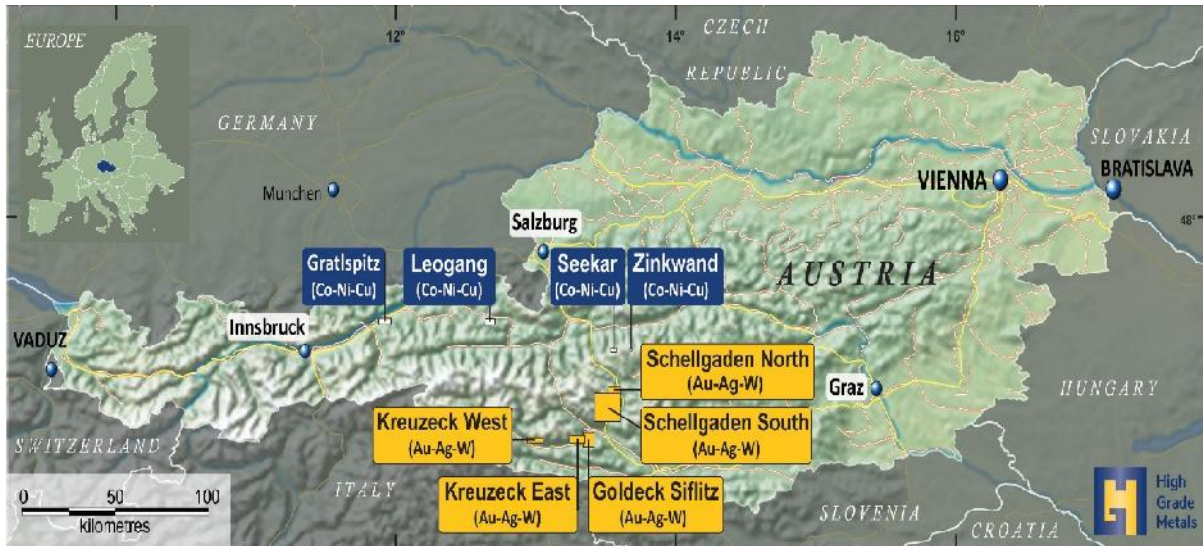 EUROPE
12°
14°
16°
CZECH
REPUBLIC
GERMANY
SLOVAKIA
Munchen
VIENNA
BRATISLAVA
48°
Salzburg
Gratlspitz
(Co-Ni-Cu)
Leogang
(Co-Ni-Cu)
Seekar
(Co-Ni-Cu)
Zinkwand
(Co-Ni-Cu)
AUSTRIA
VADUZ
Innsbruck
Schellgaden North
(Au-Ag-W)
Graz
HUNGARY
Kreuzeck West
(Au-Ag-W)
Schellgaden South
(Au-Ag-W)
SWITZERLAND
ITALY
Kreuzeck East
(Au-Ag-W)
Goldeck Siflitz
(Au-Ag-W)
SLOVENIA
CROATIA
0 50 100
kilometres
High
Grade
Metals